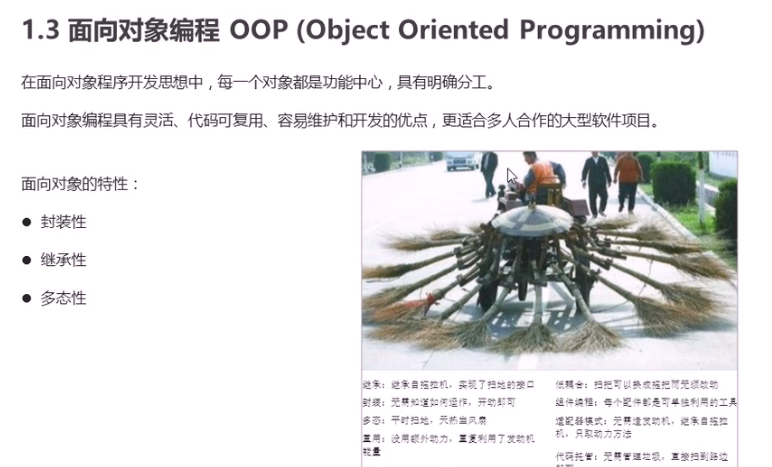 1.3 面向对象编程 OOP (Object Oriented Programming)
在面向对象程序开发思想中，每一个对象都是功能中心，具有明确分工。
面向对象编程具有灵活、代码可复用、容易维护和开发的优点，更适合多人合作的大型软件项目。
面向对象的特性：
● 封装性
● 继承性
● 多态性
继承：继承自拖拉机，实现了扫地的接口
封装：无需知道如何运作，开动即可
多态：平时扫地，天热当风扇
重用：没用额外动力，重复利用了发动机
能量
低耦合：扫把可以换成拖把而无须改动
组件编程：每个配件都是可单独利用的工具
适配器模式：无需造发动机，继承自拖拉
机，只取动力方法
代码托管：无需管理垃圾，直接扫到路边